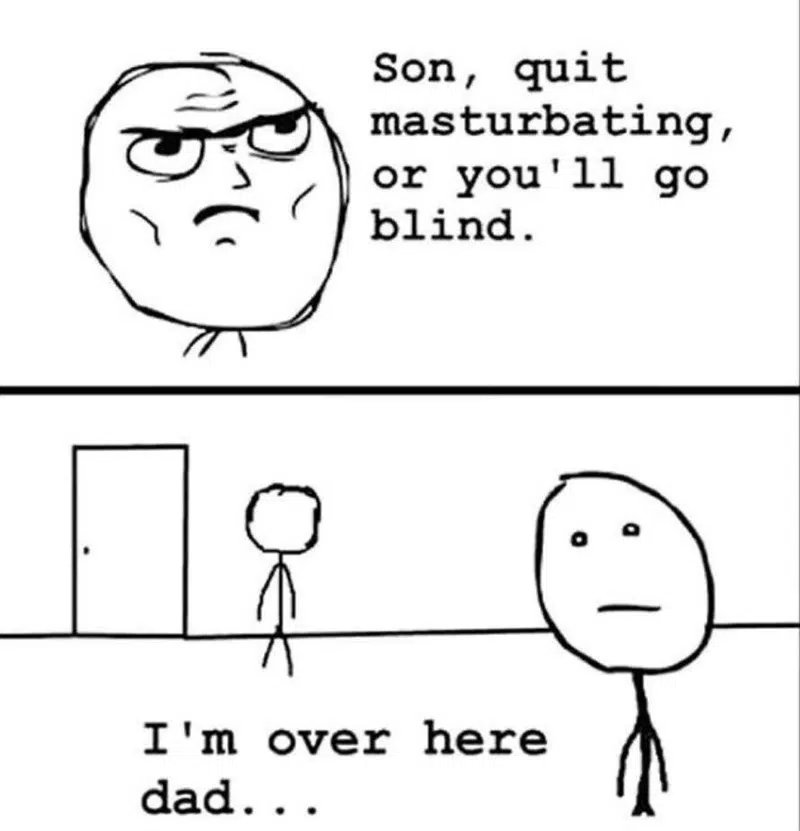 Son, quit
masturbating,
or you'll go
blind.
I'm over here
dad...